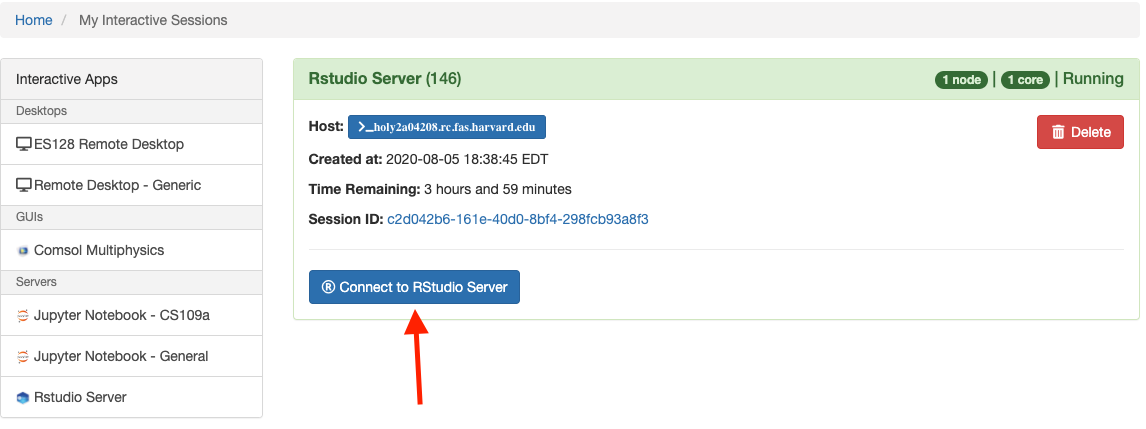 Home / My Interactive Sessions
Interactive Apps
Desktops
ES128 Remote Desktop
Remote Desktop - Generic
GUIs
Comsol Multiphysics
Servers
Jupyter Notebook - CS109a
Jupyter Notebook - General
Rstudio Server
Rstudio Server (146)
1 node | 1 core | Running
Host: >_holy2a04208.rc.fas.harvard.edu
Delete
Created at: 2020-08-05 18:38:45 EDT
Time Remaining: 3 hours and 59 minutes
Session ID: c2d042b6-161e-40d0-8bf4-298fcb93a8f3
® Connect to RStudio Server